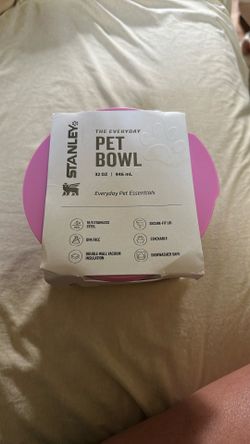 STANLEY
THE EVERYDAY
PET
BOWL
32 OZ | 946 mL
Everyday Pet Essentials
18/8 STAINLESS
STEEL
SECURE-FIT LID
BPA FREE
DOUBLE WALL VACUUM
INSULATION
DISHWASHER SAFE